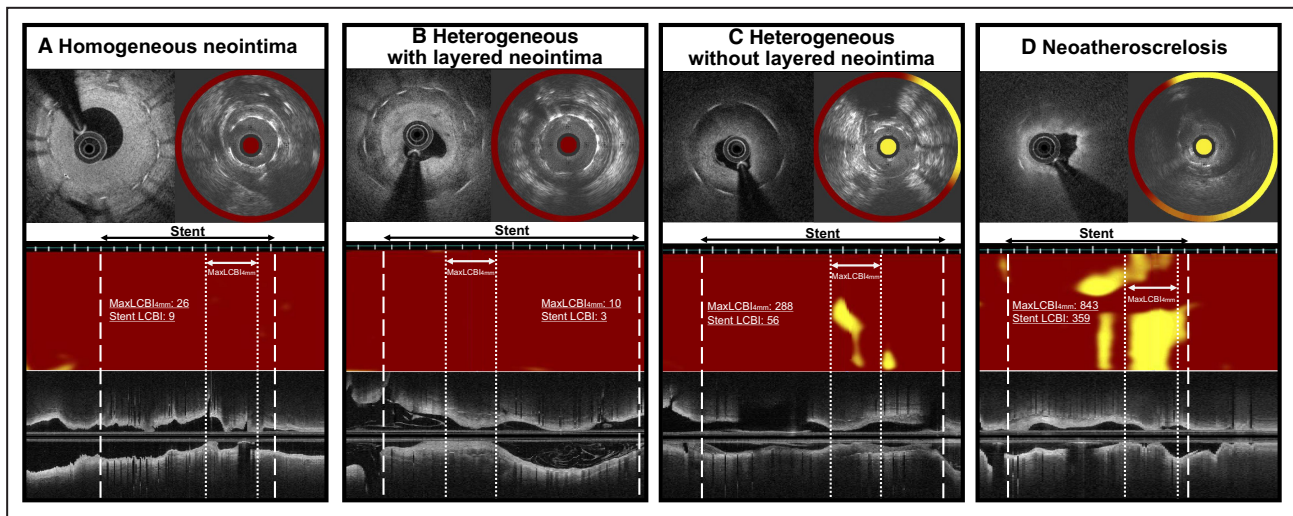 A Homogeneous neointima
Stent
MaxLCBI4mm
MaxLCBI4mm: 26
Stent LCBI: 9
B Heterogeneous
with layered neointima
Stent
MaxLCBI4mm
MaxLCBI4mm: 10
Stent LCBI: 3
C Heterogeneous
without layered neointima
Stent
MaxLCBI4mm
MaxLCBI4mm: 288
Stent LCBI: 56
D Neoatheroscrelosis
Stent
MaxLCBI4mm
MaxLCBI4mm: 843
Stent LCBI: 359